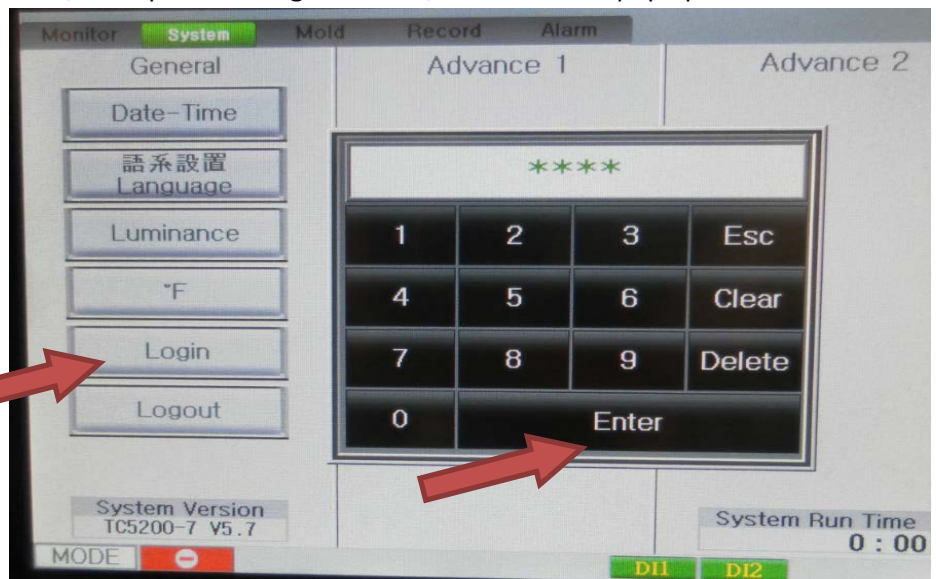 Monitor System Mold Record Alarm
General Advance 1 Advance 2
Date-Time
語系設置
Language
****
Luminance
1 2 3 Esc
°F
4 5 6 Clear
Login
7 8 9 Delete
Logout
0 Enter
System Version
TC5200-7 V5.7
System Run Time
0 : 00
MODE
DI1 DI2